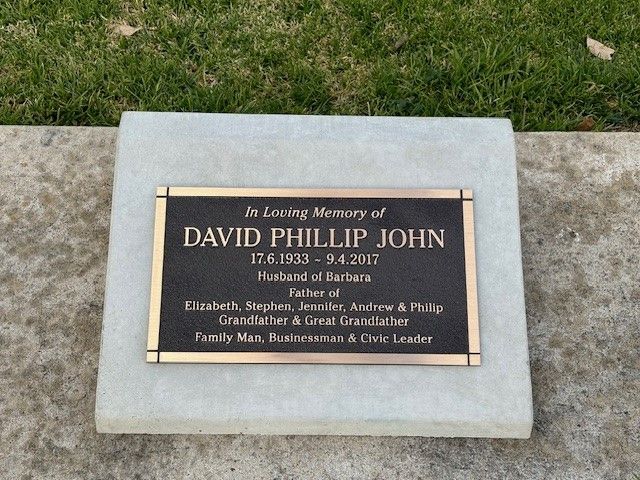 In Loving Memory of
DAVID PHILLIP JOHN
17.6.1933 ~ 9.4.2017
Husband of Barbara
Father of
Elizabeth, Stephen, Jennifer, Andrew & Philip
Grandfather & Great Grandfather
Family Man, Businessman & Civic Leader